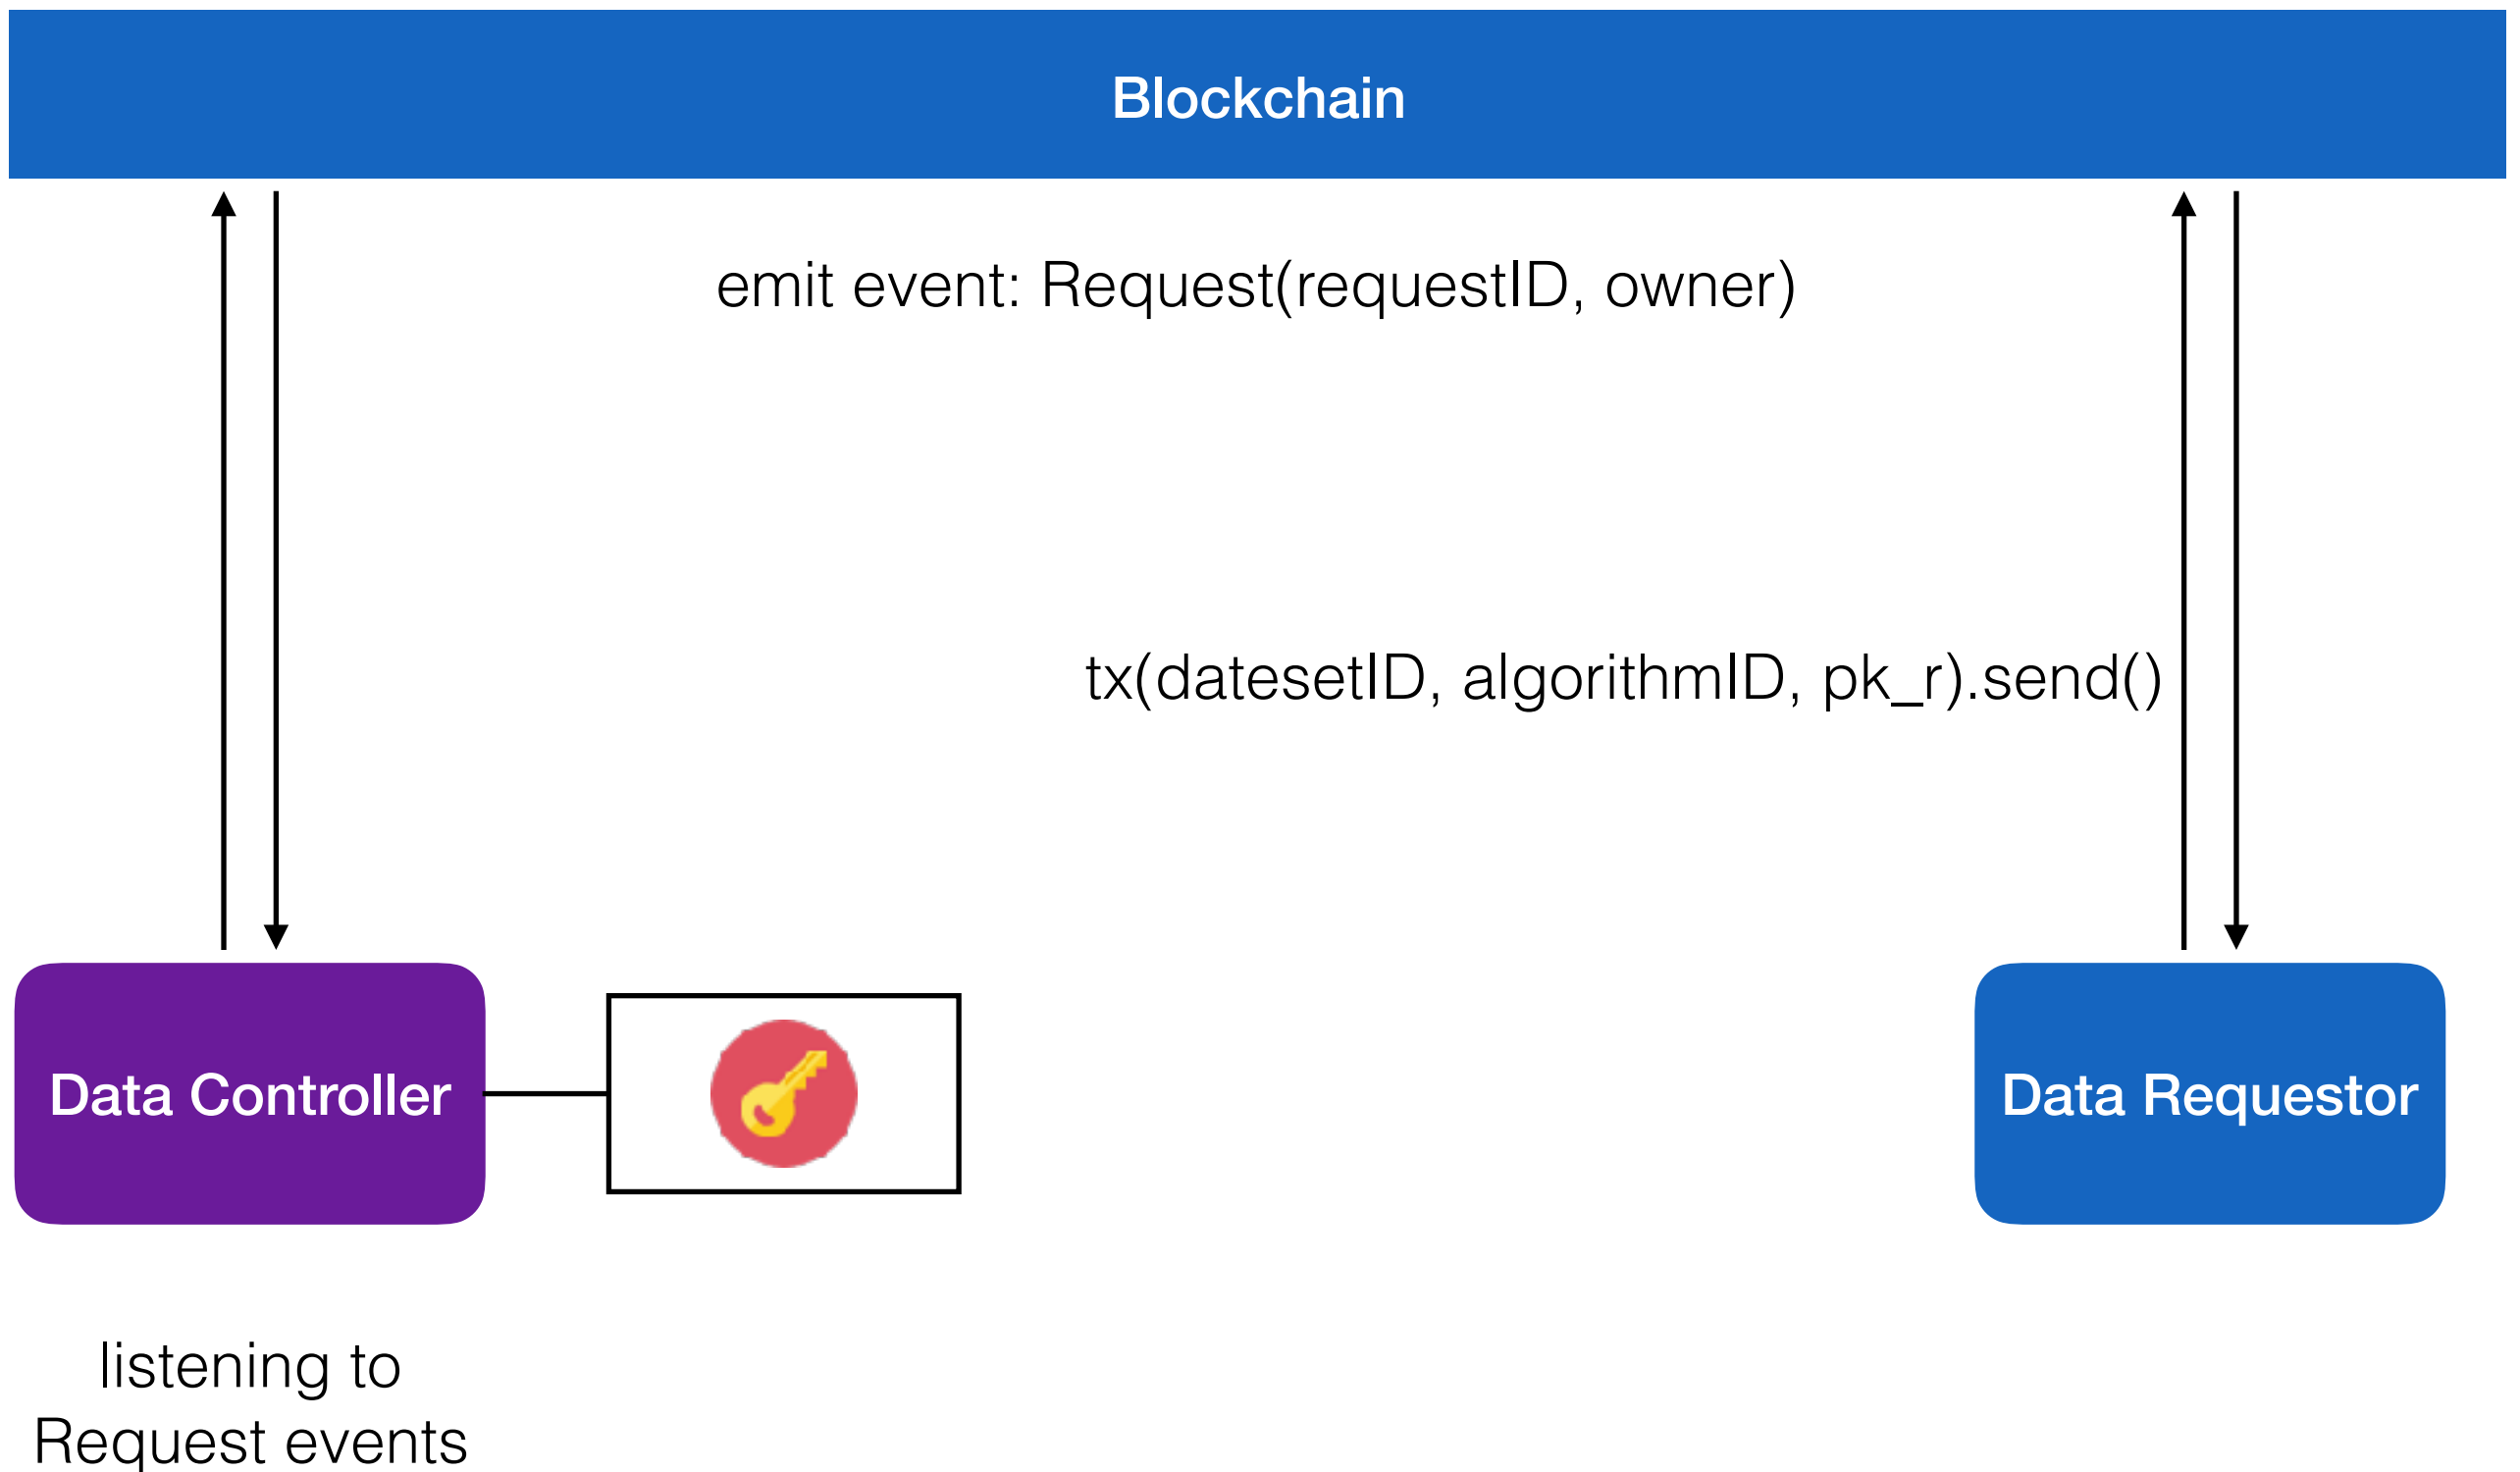 Blockchain
emit event: Request(requestID, owner)
tx(datesetID, algorithmID, pk_r).send()
Data Controller
Data Requestor
listening to
Request events